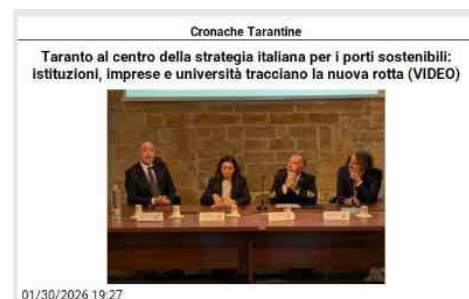 Cronache Tarantine
Taranto al centro della strategia italiana per i porti sostenibili:
istituzioni, imprese e università tracciano la nuova rotta (VIDEO)
01/30/2026 19:27